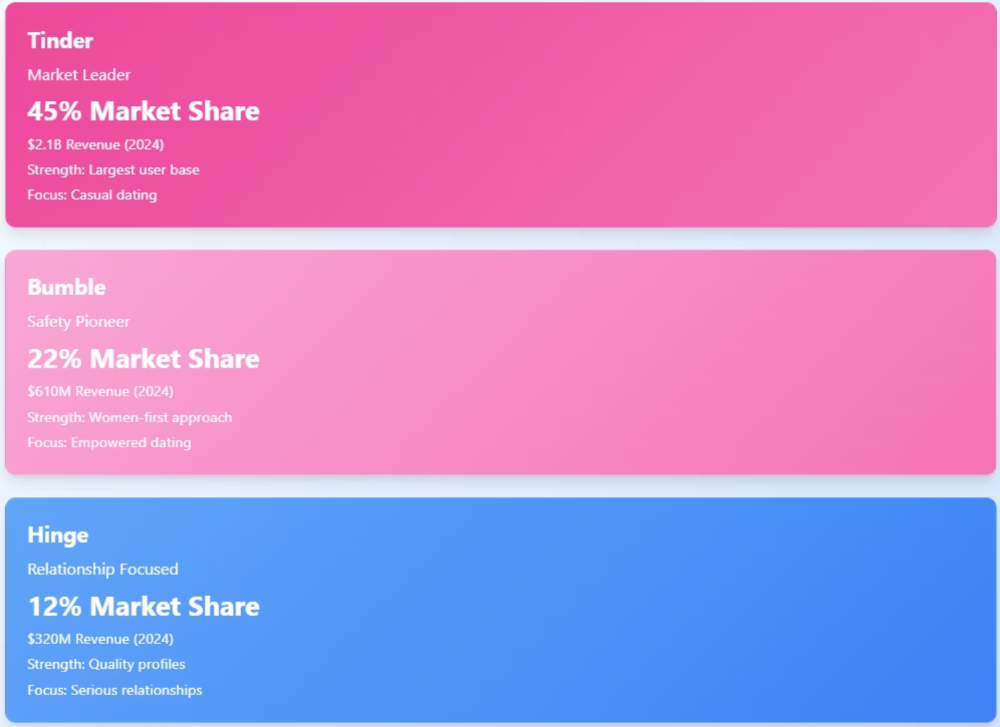 Tinder
Market Leader
45% Market Share
$2.1B Revenue (2024)
Strength: Largest user base
Focus: Casual dating
Bumble
Safety Pioneer
22% Market Share
$610M Revenue (2024)
Strength: Women-first approach
Focus: Empowered dating
Hinge
Relationship Focused
12% Market Share
$320M Revenue (2024)
Strength: Quality profiles
Focus: Serious relationships